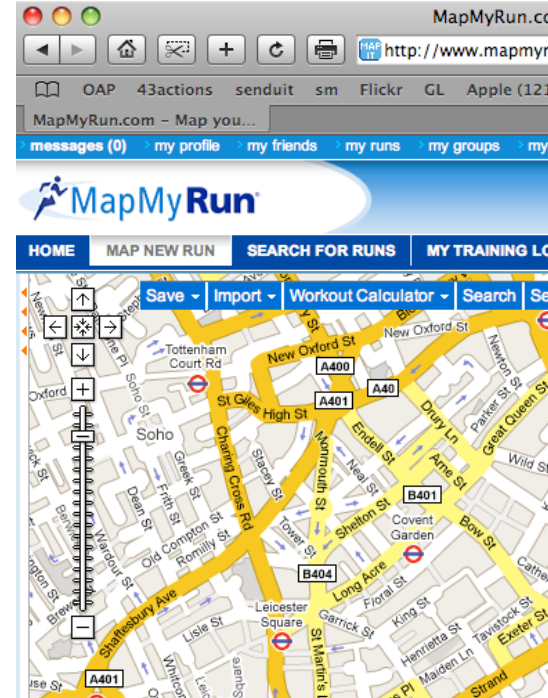 MapMyRun.co
MAP IT http://www.mapmyr
OAP 43actions senduit sm Flickr GL Apple (121
MapMyRun.com – Map you...
messages (0) my profile my friends my runs my groups my
MapMyRun
HOME MAP NEW RUN SEARCH FOR RUNS MY TRAINING LO
Save Import Workout Calculator Search Se
New Oxford St
Tottenham
Court Rd
New Oxford St
A400
A40
Oxford
Soho St
St Giles High St
A401
Newton St
Parker St
Great Queen St
Drury Ln
Soho
Charing Cross Rd
Stacey St
Monmouth St
Endell St
Neal St
Arne St
Wild St
Greek St
Frith St
Dean St
B401
Shelton St
Covent
Garden
Bow St
Old Compton St
Romilly St
Tower St
Wardour St
B404
Long Acre
Floral St
Cathe
Shaftesbury Ave
Lisle St
Leicester
Square
Garrick St
King St
Henrietta St
Tavistock St
Exeter St
St Martin's
Maiden Ln
Strand
A401